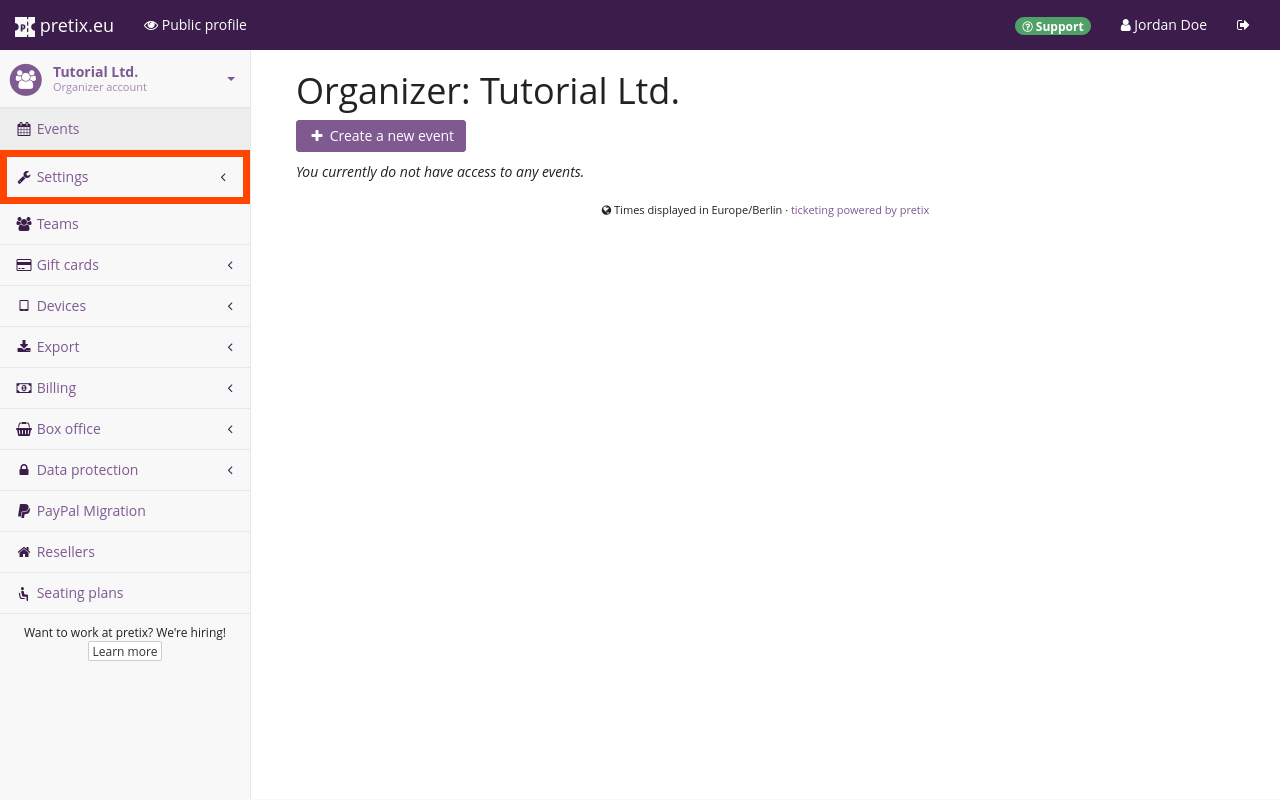 pretix.eu
Public profile
Support
Jordan Doe
Tutorial Ltd.
Organizer account
Events
Settings
Teams
Gift cards
Devices
Export
Billing
Box office
Data protection
PayPal Migration
Resellers
Seating plans
Want to work at pretix? We're hiring!
Learn more
Organizer: Tutorial Ltd.
Create a new event
You currently do not have access to any events.
Times displayed in Europe/Berlin · ticketing powered by pretix